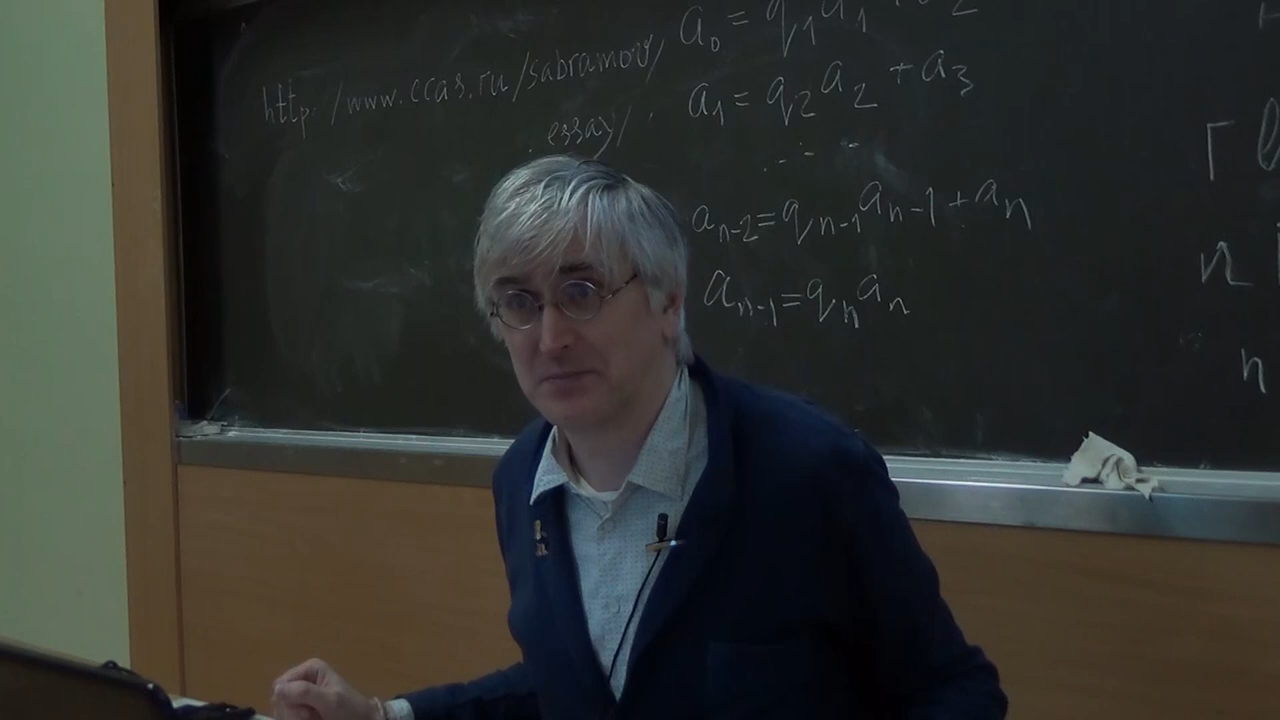 http://www.ccas.ru/sabramov/
essay/
a₀ = q₁a₁ + a₂
a₁ = q₂a₂ + a₃
. . . .
aₙ₋₂ = qₙ₋₁aₙ₋₁ + aₙ
aₙ₋₁ = qₙaₙ
n
n